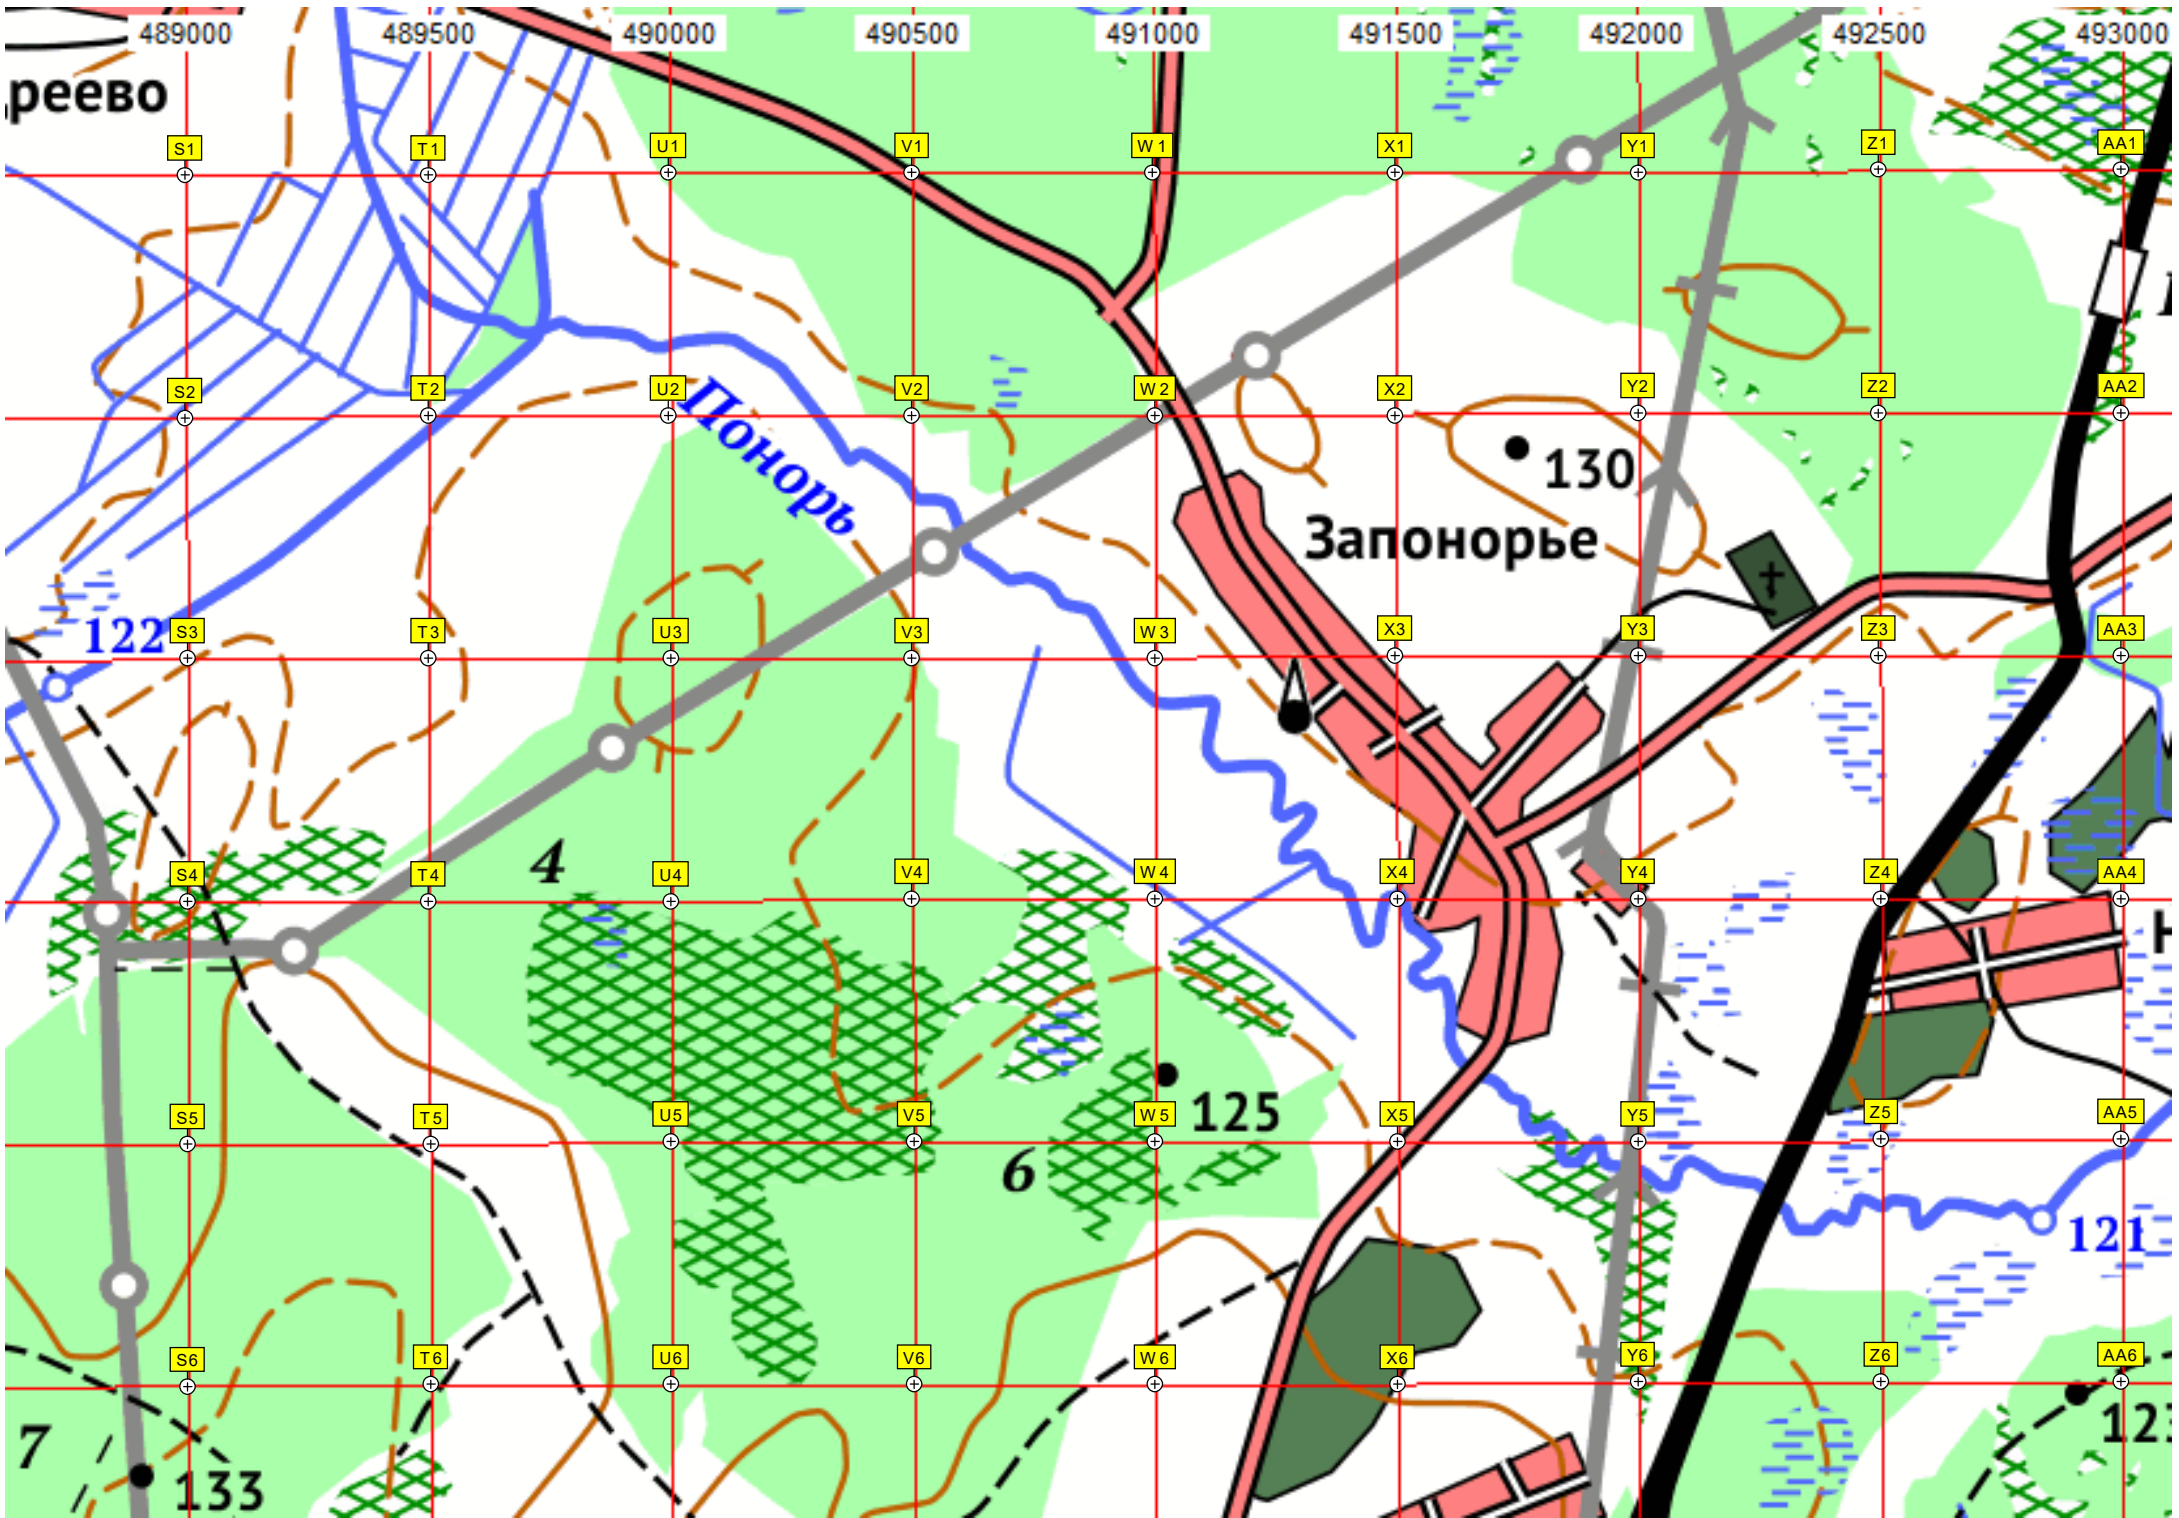 489000 489500 490000 490500 491000 491500 492000 492500 493000
реево
S1 T1 U1 V1 W1 X1 Y1 Z1 AA1
S2 T2 U2 V2 W2 X2 Y2 Z2 AA2
Понорь
130
Запонорье
122
S3 T3 U3 V3 W3 X3 Y3 Z3 AA3
4
S4 T4 U4 V4 W4 X4 Y4 Z4 AA4
Н
125
S5 T5 U5 V5 W5 X5 Y5 Z5 AA5
6
121
S6 T6 U6 V6 W6 X6 Y6 Z6 AA6
123
7
133